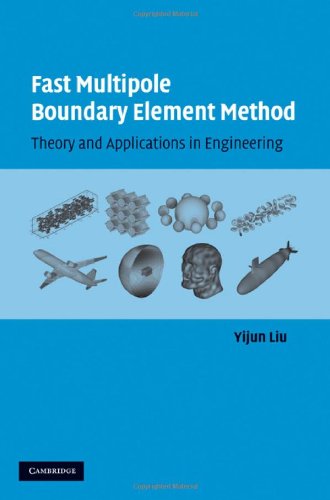 Fast Multipole
Boundary Element Method
Theory and Applications in Engineering
Yijun Liu
CAMBRIDGE